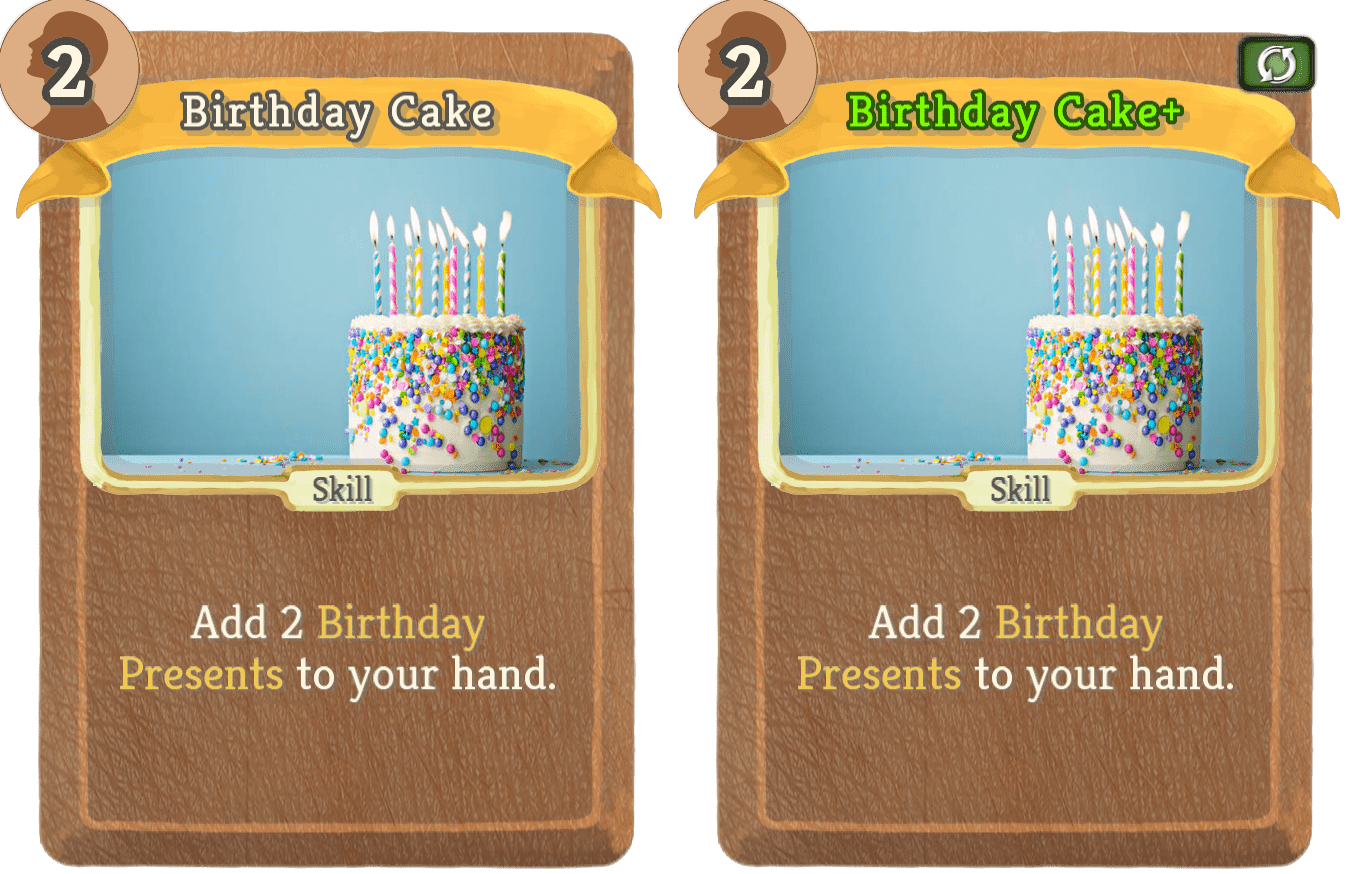 2
Birthday Cake
Skill
Add 2 Birthday
Presents to your hand.
2
Birthday Cake+
Skill
Add 2 Birthday
Presents to your hand.